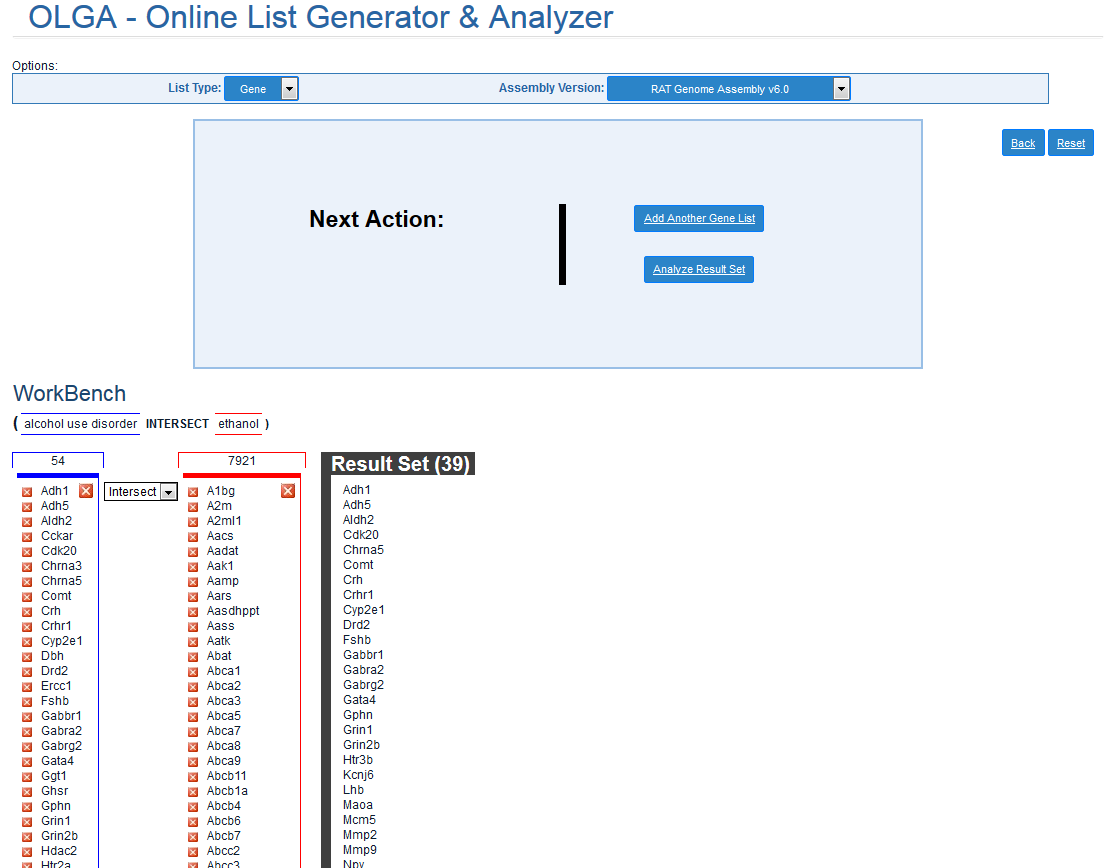 OLGA - Online List Generator & Analyzer
Options:
List Type: Gene Assembly Version: RAT Genome Assembly v6.0
Back Reset
Next Action:
Add Another Gene List
Analyze Result Set
WorkBench
( alcohol use disorder INTERSECT ethanol )
54 7921 Result Set (39)
Adh1 Intersect A1bg Adh1
Adh5 A2m Adh5
Aldh2 A2ml1 Aldh2
Cckar Aacs Cdk20
Cdk20 Aadat Chrna5
Chrna3 Aak1 Comt
Chrna5 Aamp Crh
Comt Aars Crhr1
Crh Aasdhppt Cyp2e1
Crhr1 Aass Drd2
Cyp2e1 Aatk Fshb
Dbh Abat Gabbr1
Drd2 Abca1 Gabra2
Ercc1 Abca2 Gabrg2
Fshb Abca3 Gata4
Gabbr1 Abca5 Gphn
Gabra2 Abca7 Grin1
Gabrg2 Abca8 Grin2b
Gata4 Abca9 Htr3b
Ggt1 Abcb11 Kcnj6
Ghsr Abcb1a Lhb
Gphn Abcb4 Maoa
Grin1 Abcb6 Mcm5
Grin2b Abcb7 Mmp2
Hdac2 Abcc2 Mmp9
Htr2a Abcc3 Npy